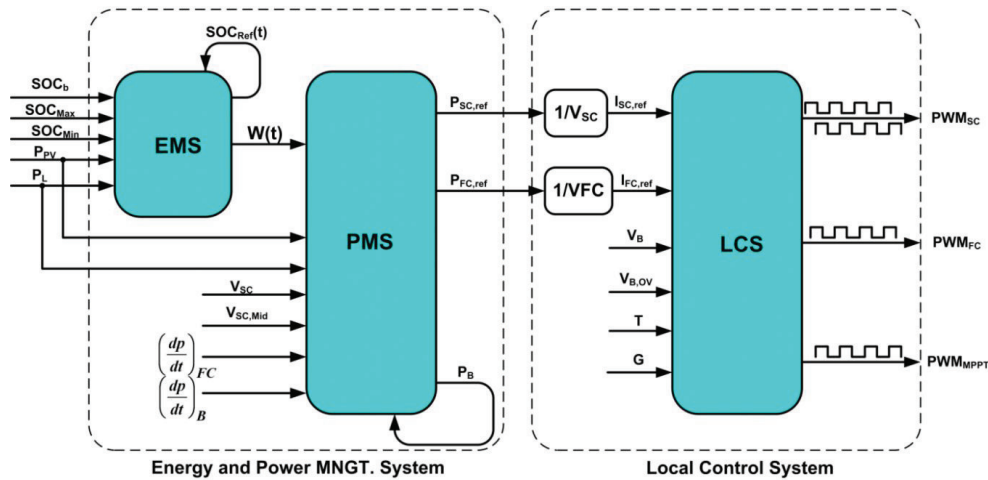 SOC_Ref(t)
SOC_b
SOC_Max
SOC_Min
P_PV
P_L
EMS
W(t)
PMS
V_SC
V_SC,Mid
(dp/dt)_FC
(dp/dt)_B
P_B
P_SC,ref
P_FC,ref
Energy and Power MNGT. System
1/V_SC
1/VFC
I_SC,ref
I_FC,ref
V_B
V_B,OV
T
G
LCS
PWM_SC
PWM_FC
PWM_MPPT
Local Control System